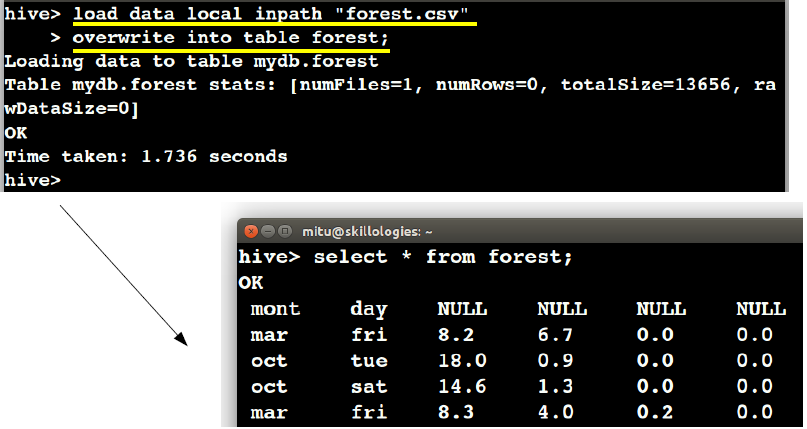 hive> load data local inpath "forest.csv"
    > overwrite into table forest;
Loading data to table mydb.forest
Table mydb.forest stats: [numFiles=1, numRows=0, totalSize=13656, ra
wDataSize=0]
OK
Time taken: 1.736 seconds
hive>
mitu@skillologies: ~
hive> select * from forest;
OK
mont day NULL NULL NULL NULL
mar fri 8.2 6.7 0.0 0.0
oct tue 18.0 0.9 0.0 0.0
oct sat 14.6 1.3 0.0 0.0
mar fri 8.3 4.0 0.2 0.0